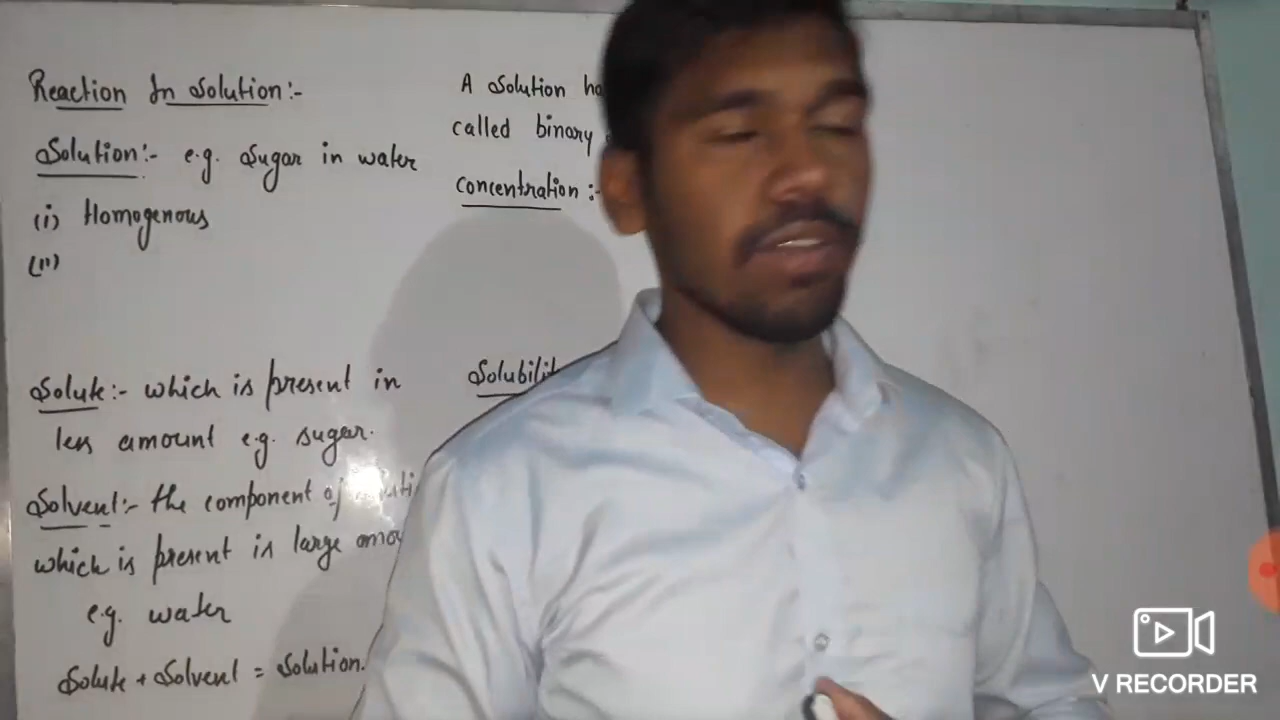 Reaction In Solution:-
Solution:- e.g. Sugar in water
(i) Homogenous
(ii)
Solute:- which is present in
less amount e.g. sugar.
Solvent:- the component of
which is present in large
e.g. water
Solute + Solvent = Solution.
A Solution
called binary
concentration:-
V RECORDER